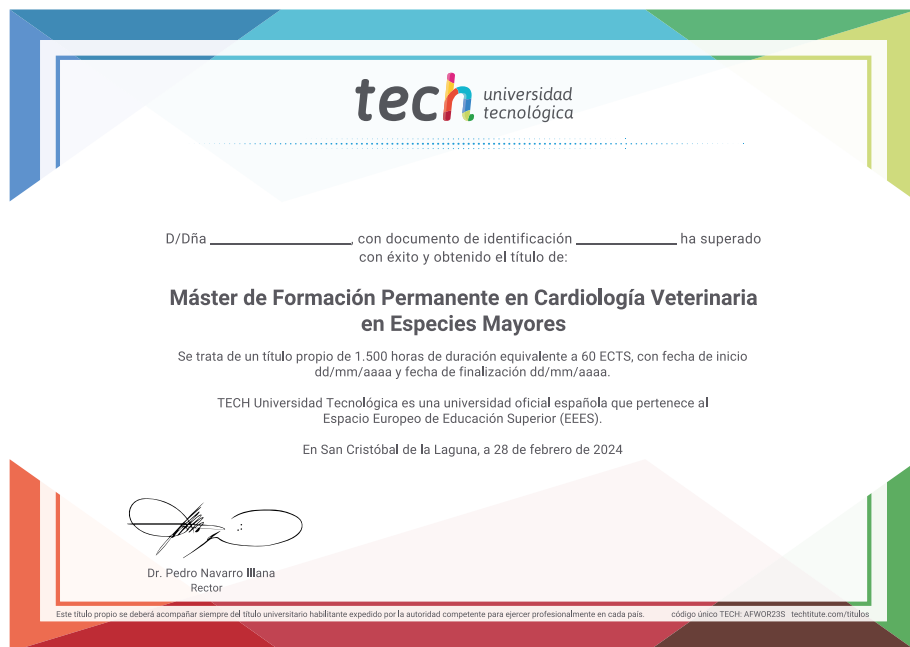 tech universidad
tecnológica
D/Dña ____________________, con documento de identificación ______________ ha superado
con éxito y obtenido el título de:
Máster de Formación Permanente en Cardiología Veterinaria
en Especies Mayores
Se trata de un título propio de 1.500 horas de duración equivalente a 60 ECTS, con fecha de inicio
dd/mm/aaaa y fecha de finalización dd/mm/aaaa.
TECH Universidad Tecnológica es una universidad oficial española que pertenece al
Espacio Europeo de Educación Superior (EEES).
En San Cristóbal de la Laguna, a 28 de febrero de 2024
Dr. Pedro Navarro Illana
Rector
Este título propio se deberá acompañar siempre del título universitario habilitante expedido por la autoridad competente para ejercer profesionalmente en cada país. código único TECH: AFWOR23S techtitute.com/titulos